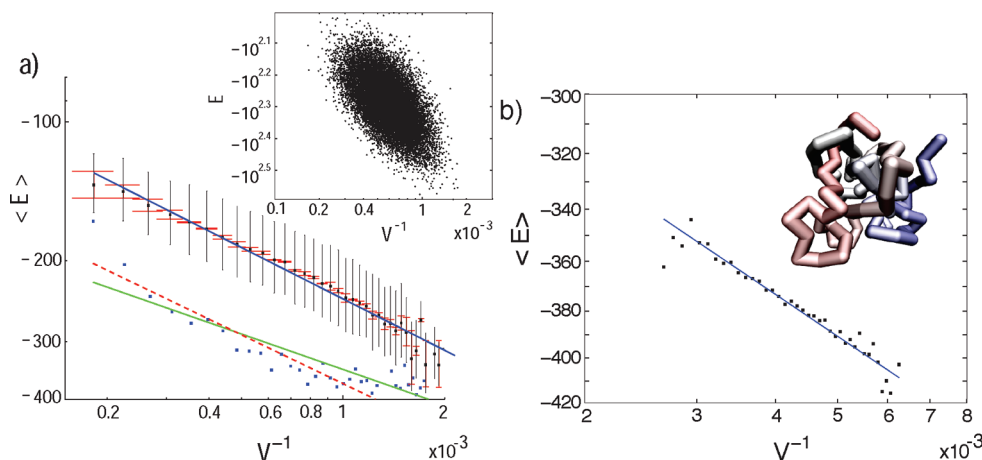 a)
<E>
-100
-200
-300
-400
0.2 0.4 0.6 0.8 1 2
V⁻¹ x10⁻³
E
-10^2.1
-10^2.2
-10^2.3
-10^2.4
-10^2.5
0.1 0.2 0.4 1 2
V⁻¹ x10⁻³
b)
<E>
-300
-320
-340
-360
-380
-400
-420
2 3 4 5 6 7 8
V⁻¹ x10⁻³